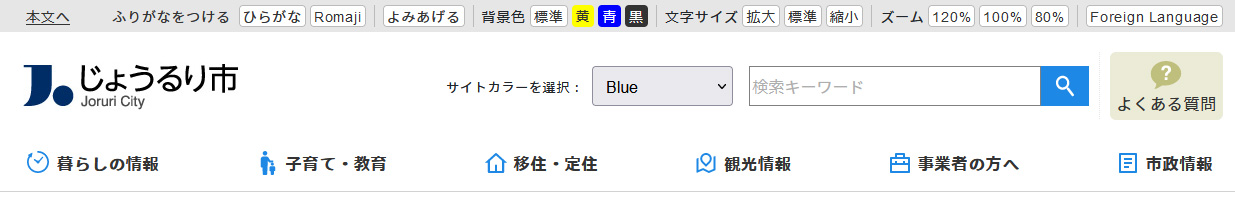 本文へ ふりがなをつける ひらがな Romaji よみあげる 背景色 標準 黄 青 黒 文字サイズ 拡大 標準 縮小 ズーム 120% 100% 80% Foreign Language
じょうるり市
Joruri City
サイトカラーを選択： Blue 検索キーワード
?
よくある質問
暮らしの情報 子育て・教育 移住・定住 観光情報 事業者の方へ 市政情報